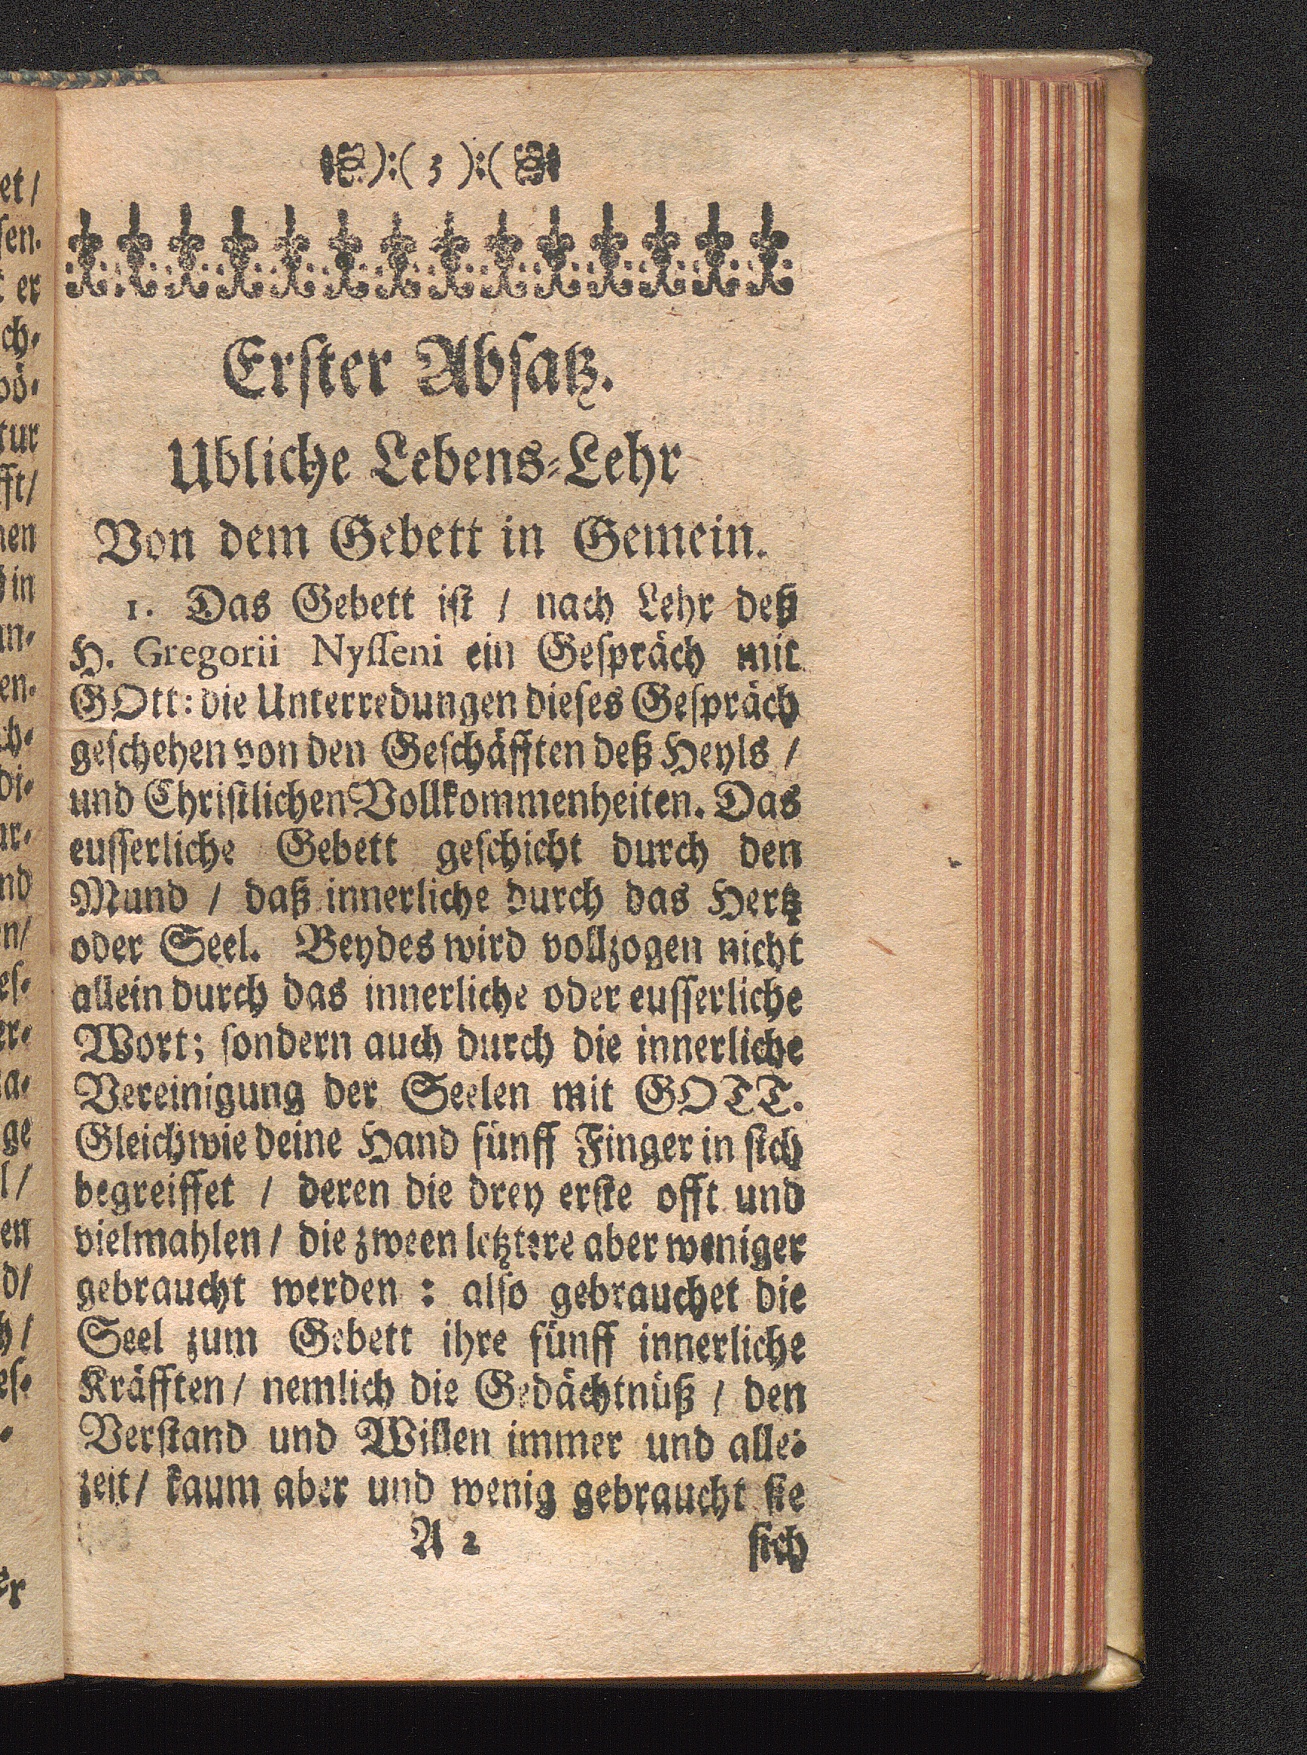 ):( 3 ):(
Erster Absatz.
Ubliche Lebens-Lehr
Von dem Gebett in Gemein.
1. Das Gebett ist / nach Lehr deß
H. Gregorii Nysseni ein Gespräch mit
GOtt: die Unterredungen dieses Gespräch
geschehen von den Geschäfften deß Heyls /
und Christlichen Vollkommenheiten. Das
eusserliche Gebett geschicht durch den
Mund / daß innerliche durch das Hertz
oder Seel. Beydes wird vollzogen nicht
allein durch das innerliche oder eusserliche
Wort; sondern auch durch die innerliche
Vereinigung der Seelen mit GOTT.
Gleichwie deine Hand fünff Finger in sich
begreiffet / deren die drey erste offt und
vielmahlen / die zween letztere aber weniger
gebraucht werden : also gebrauchet die
Seel zum Gebett ihre fünff innerliche
Kräfften / nemlich die Gedächtnüß / den
Verstand und Willen immer und alle-
zeit / kaum aber und wenig gebraucht sie
A 2 sich